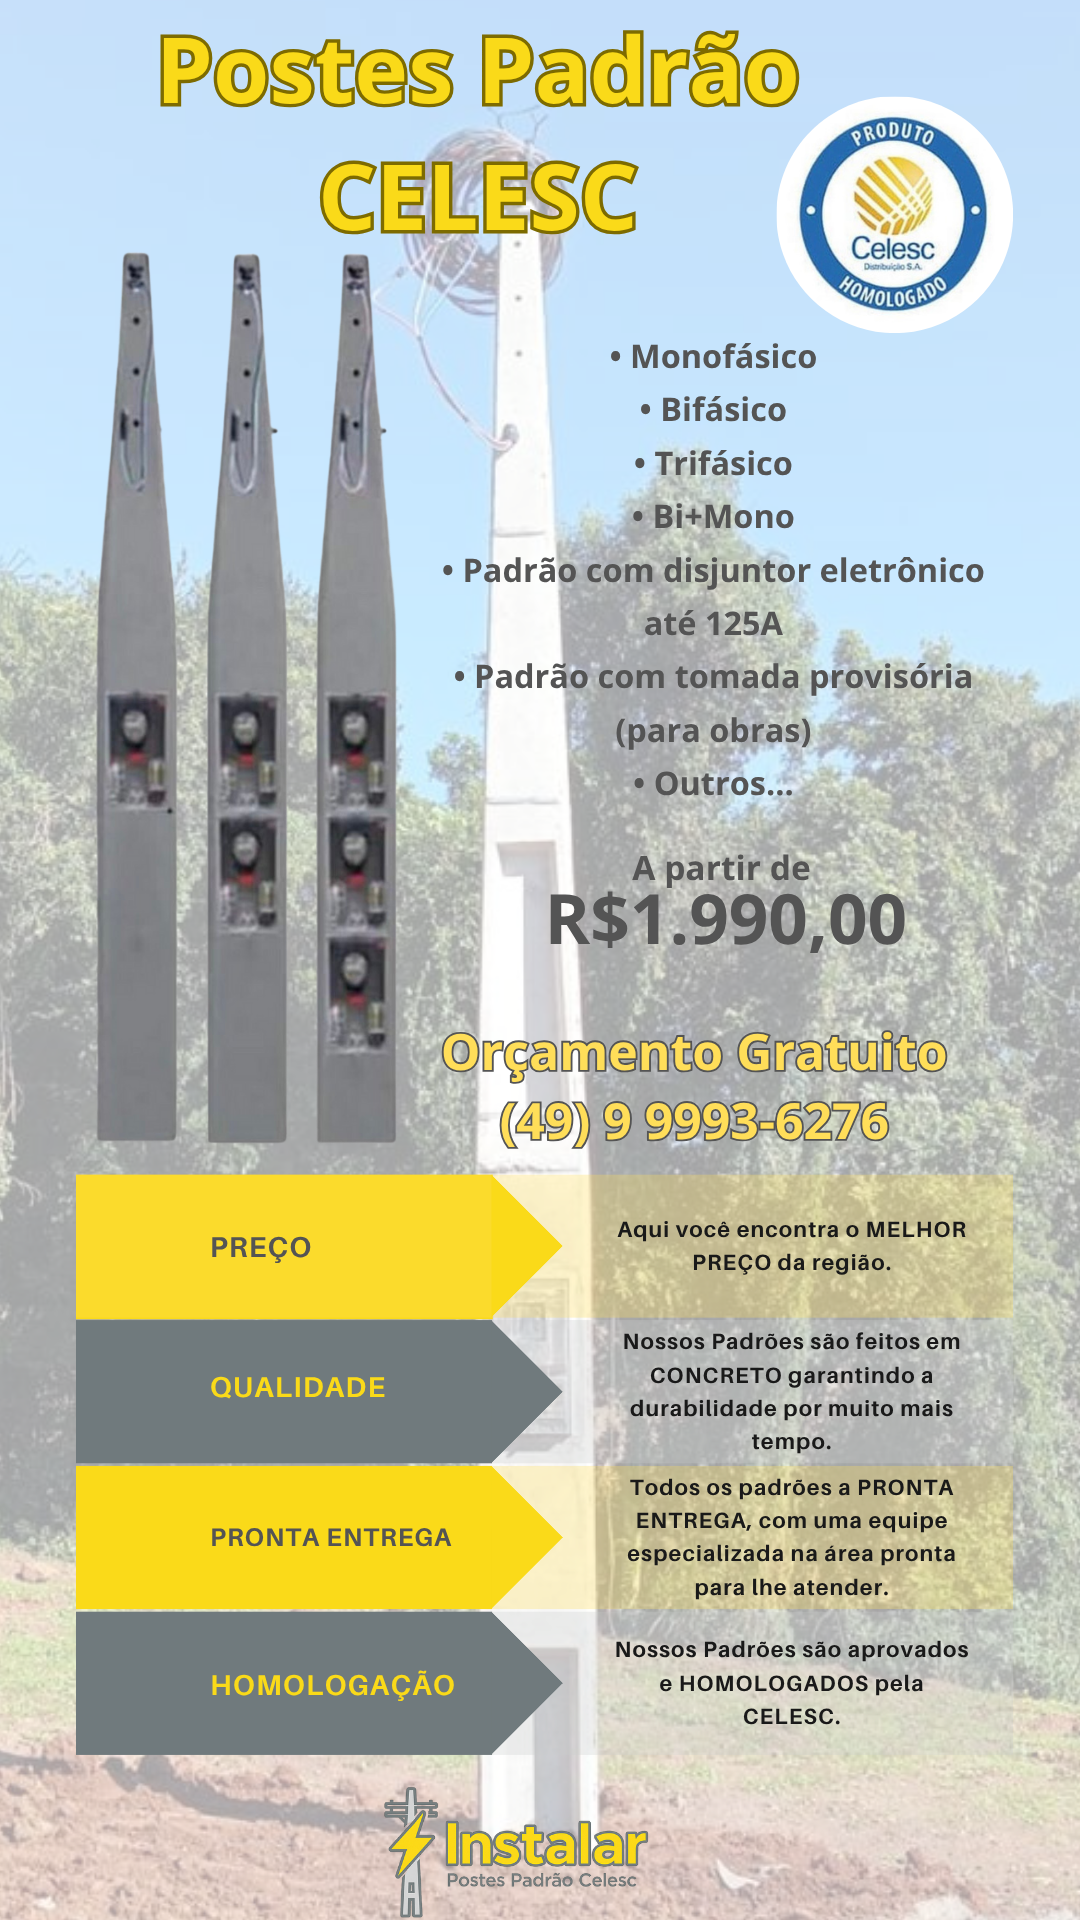 Postes Padrão
CELESC
PRODUTO
Celesc
Distribuição S.A.
HOMOLOGADO
• Monofásico
• Bifásico
• Trifásico
• Bi+Mono
• Padrão com disjuntor eletrônico
até 125A
• Padrão com tomada provisória
(para obras)
• Outros...
A partir de
R$1.990,00
Orçamento Gratuito
(49) 9 9993-6276
PREÇO
Aqui você encontra o MELHOR
PREÇO da região.
QUALIDADE
Nossos Padrões são feitos em
CONCRETO garantindo a
durabilidade por muito mais
tempo.
PRONTA ENTREGA
Todos os padrões a PRONTA
ENTREGA, com uma equipe
especializada na área pronta
para lhe atender.
HOMOLOGAÇÃO
Nossos Padrões são aprovados
e HOMOLOGADOS pela
CELESC.
Instalar
Postes Padrão Celesc